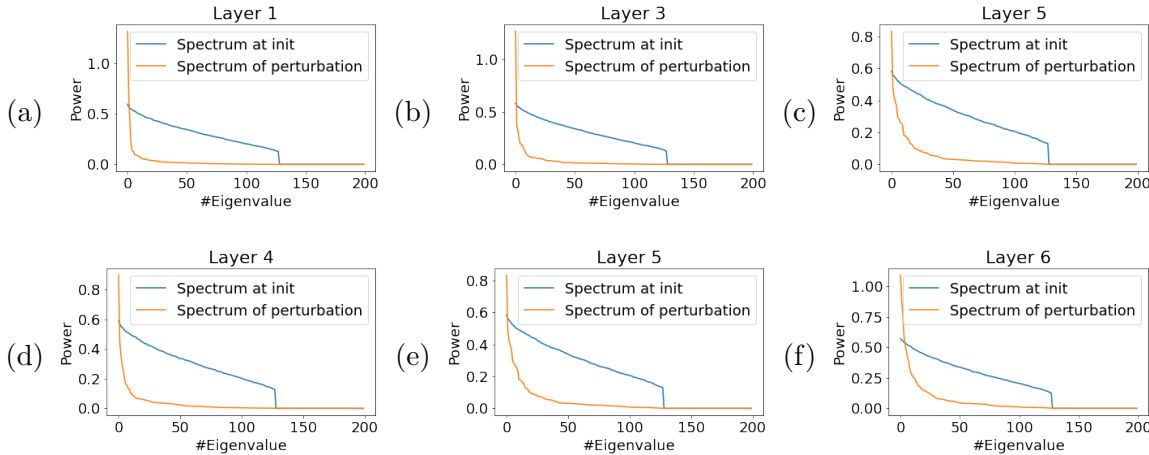 (a)
Layer 1
Power
1.0
0.5
0.0
Spectrum at init
Spectrum of perturbation
0 50 100 150 200
#Eigenvalue
(b)
Layer 3
Power
1.0
0.5
0.0
Spectrum at init
Spectrum of perturbation
0 50 100 150 200
#Eigenvalue
(c)
Layer 5
Power
0.8
0.6
0.4
0.2
0.0
Spectrum at init
Spectrum of perturbation
0 50 100 150 200
#Eigenvalue
(d)
Layer 4
Power
0.8
0.6
0.4
0.2
0.0
Spectrum at init
Spectrum of perturbation
0 50 100 150 200
#Eigenvalue
(e)
Layer 5
Power
0.8
0.6
0.4
0.2
0.0
Spectrum at init
Spectrum of perturbation
0 50 100 150 200
#Eigenvalue
(f)
Layer 6
Power
1.00
0.75
0.50
0.25
0.00
Spectrum at init
Spectrum of perturbation
0 50 100 150 200
#Eigenvalue